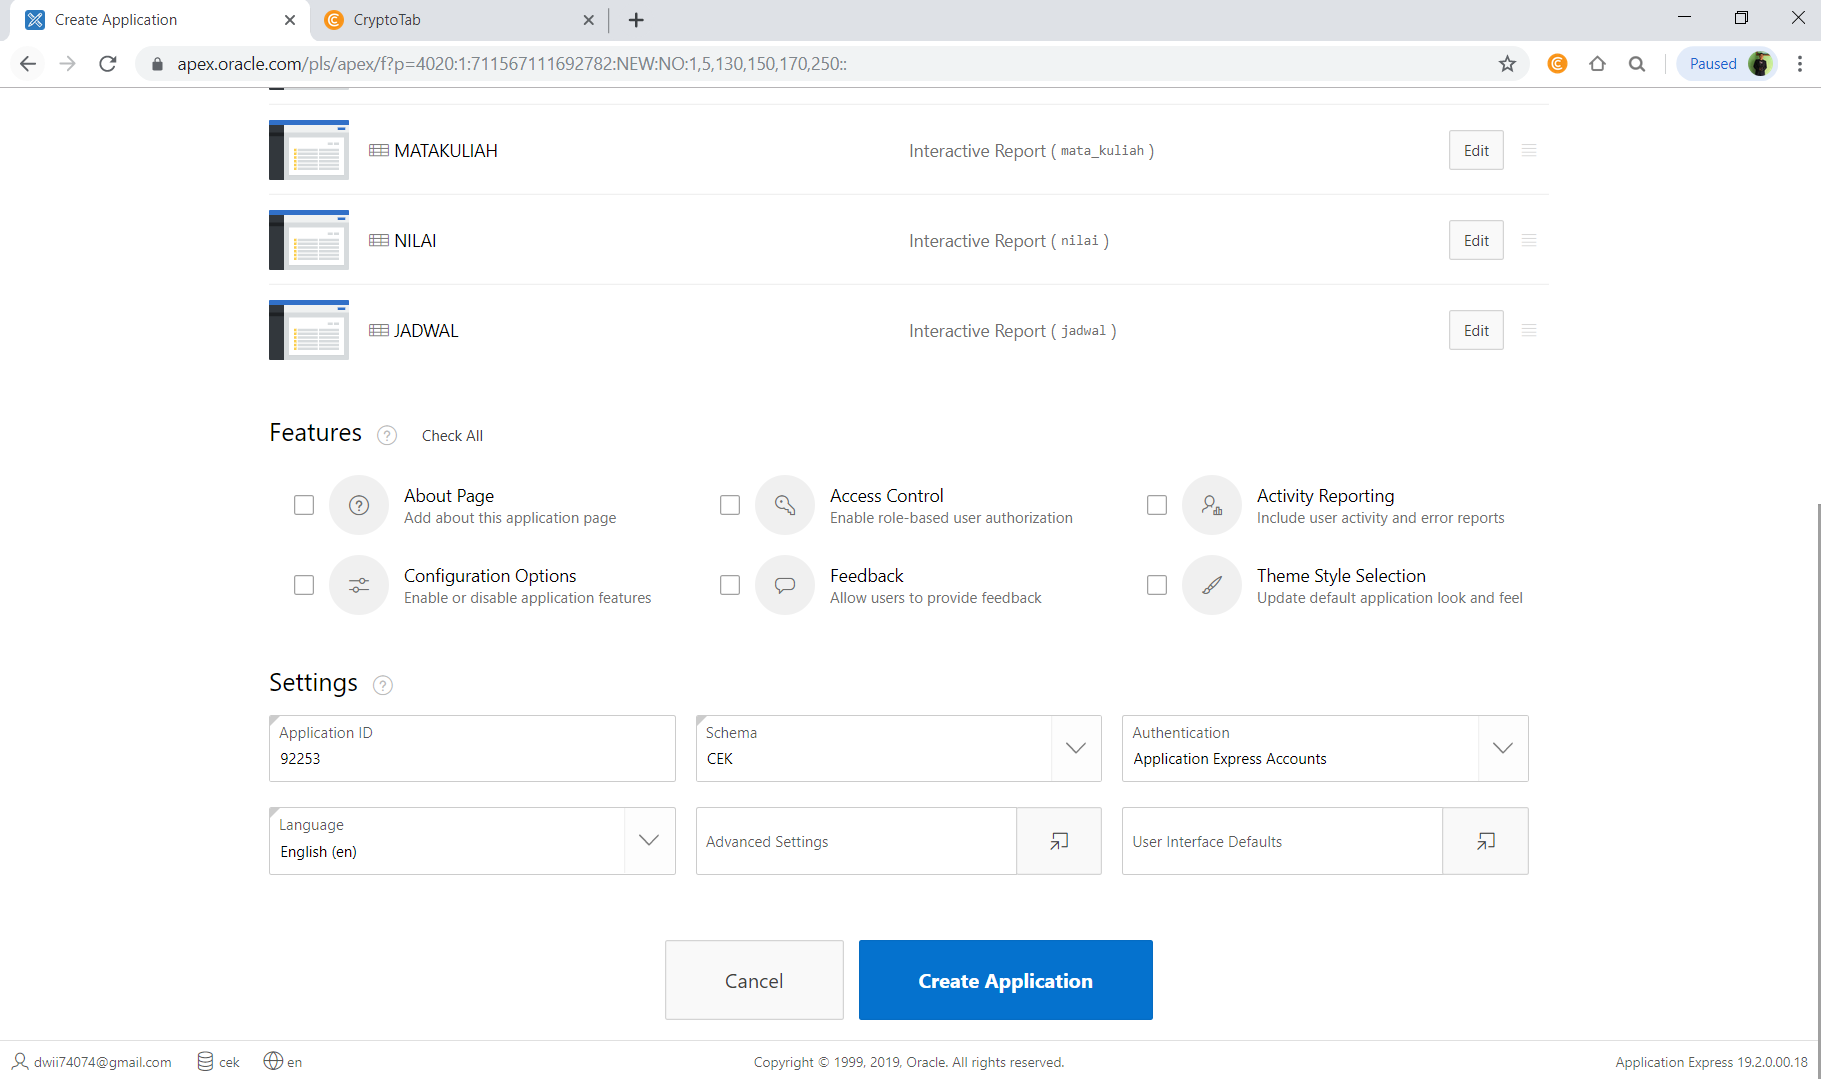 Create Application
CryptoTab
apex.oracle.com/pls/apex/f?p=4020:1:711567111692782:NEW:NO:1,5,130,150,170,250::
Paused
MATAKULIAH
Interactive Report ( mata_kuliah )
Edit
NILAI
Interactive Report ( nilai )
Edit
JADWAL
Interactive Report ( jadwal )
Edit
Features ? Check All
About Page
Add about this application page
Access Control
Enable role-based user authorization
Activity Reporting
Include user activity and error reports
Configuration Options
Enable or disable application features
Feedback
Allow users to provide feedback
Theme Style Selection
Update default application look and feel
Settings ?
Application ID
92253
Schema
CEK
Authentication
Application Express Accounts
Language
English (en)
Advanced Settings
User Interface Defaults
Cancel
Create Application
dwii74074@gmail.com
cek
en
Copyright © 1999, 2019, Oracle. All rights reserved.
Application Express 19.2.0.00.18